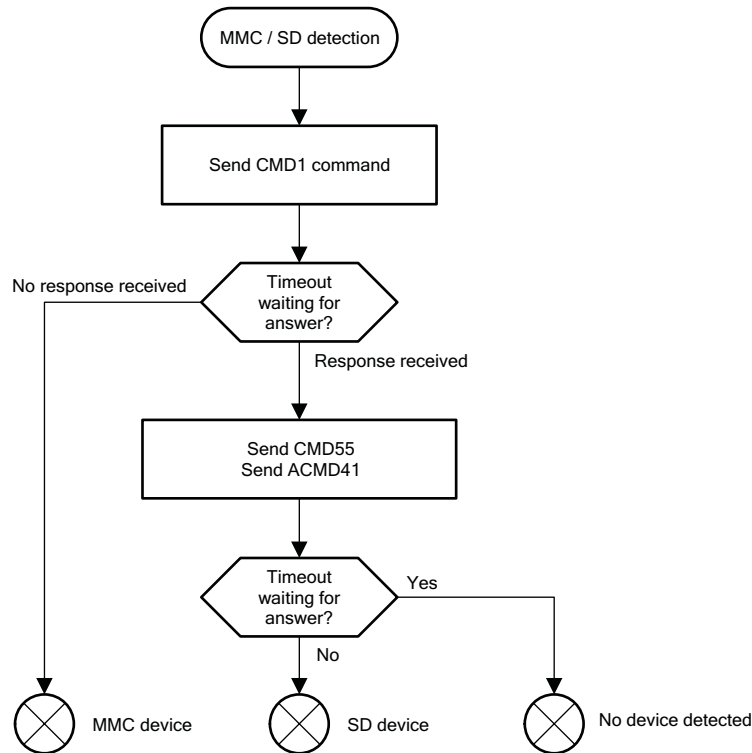 MMC / SD detection
Send CMD1 command
No response received
Timeout
waiting for
answer?
Response received
Send CMD55
Send ACMD41
Timeout
waiting for
answer?
Yes
No
MMC device
SD device
No device detected